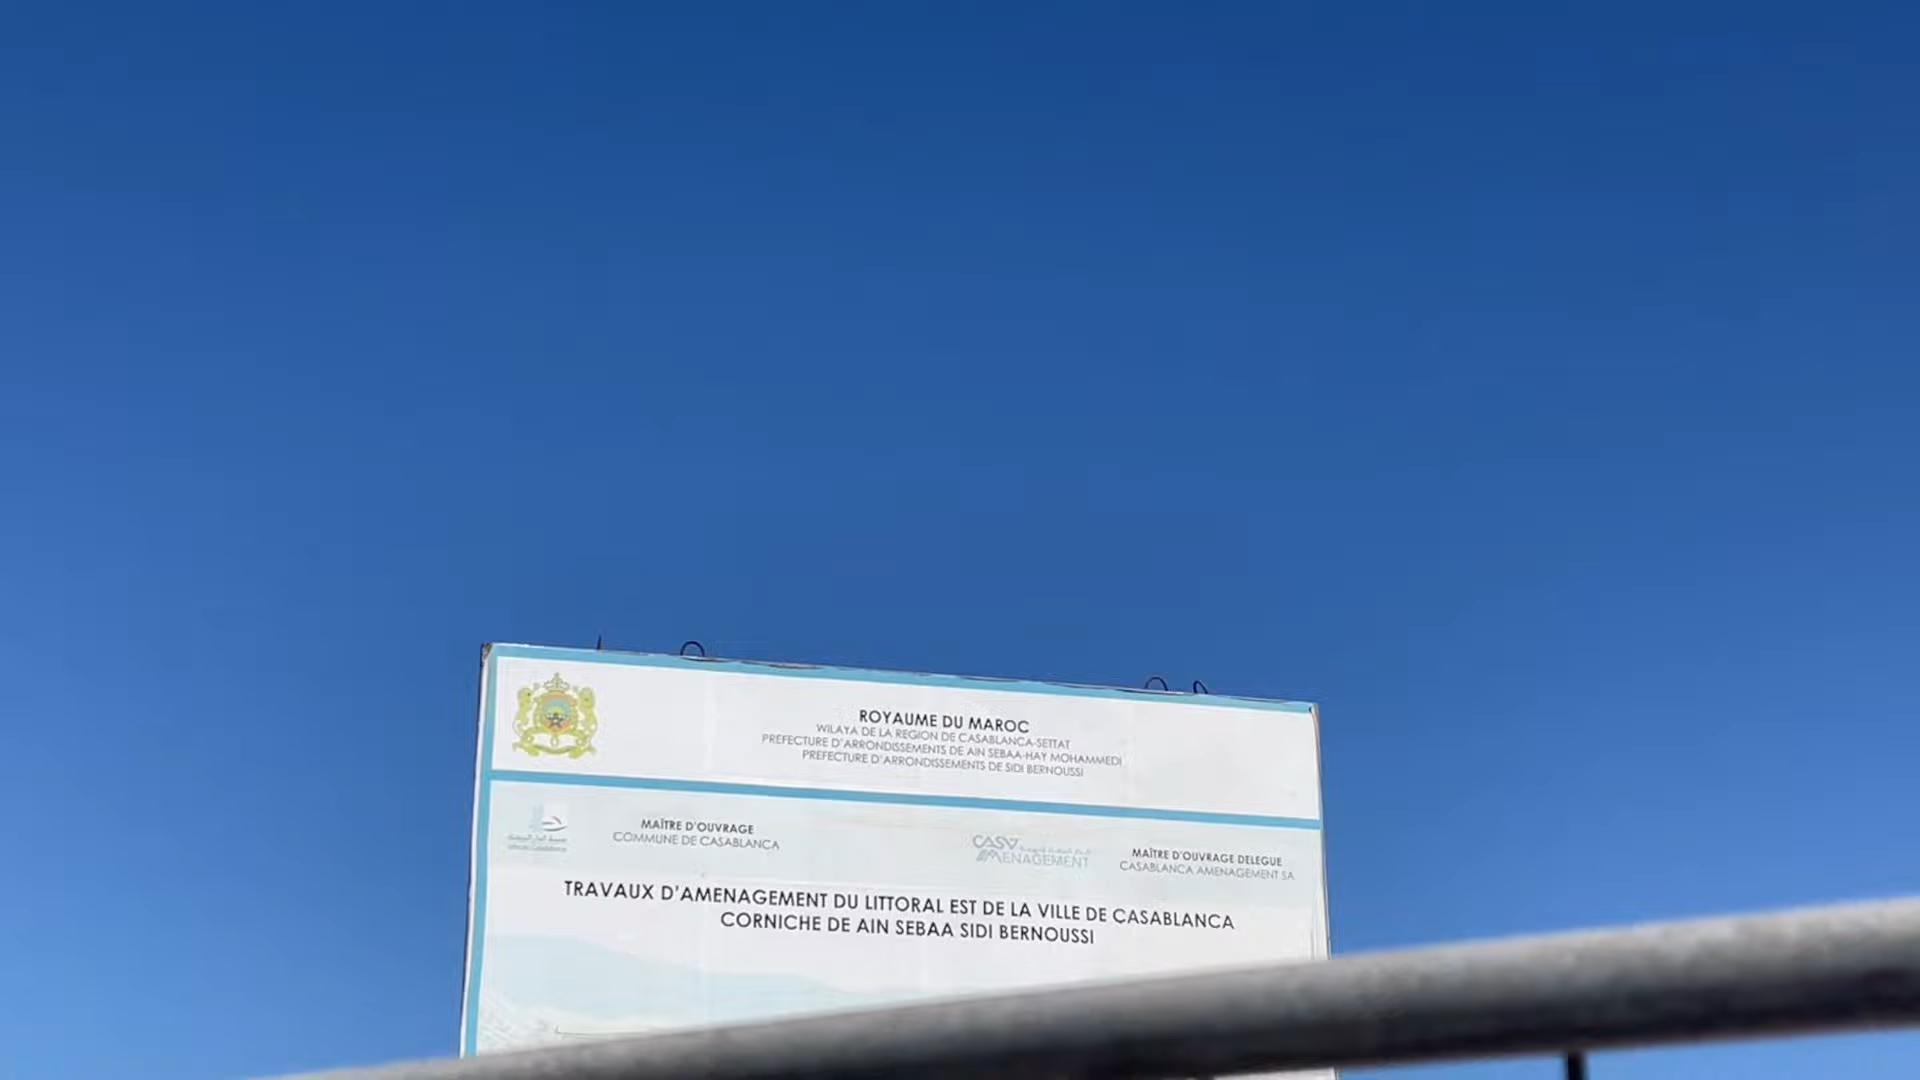 ROYAUME DU MAROC
WILAYA DE LA REGION DE CASABLANCA-SETTAT
PREFECTURE D'ARRONDISSEMENTS DE AIN SEBAA-HAY MOHAMMEDI
PREFECTURE D'ARRONDISSEMENTS DE SIDI BERNOUSSI
MAÎTRE D'OUVRAGE
COMMUNE DE CASABLANCA
CASA
AMENAGEMENT
MAÎTRE D'OUVRAGE DELEGUE
CASABLANCA AMENAGEMENT SA
TRAVAUX D'AMENAGEMENT DU LITTORAL EST DE LA VILLE DE CASABLANCA
CORNICHE DE AIN SEBAA SIDI BERNOUSSI